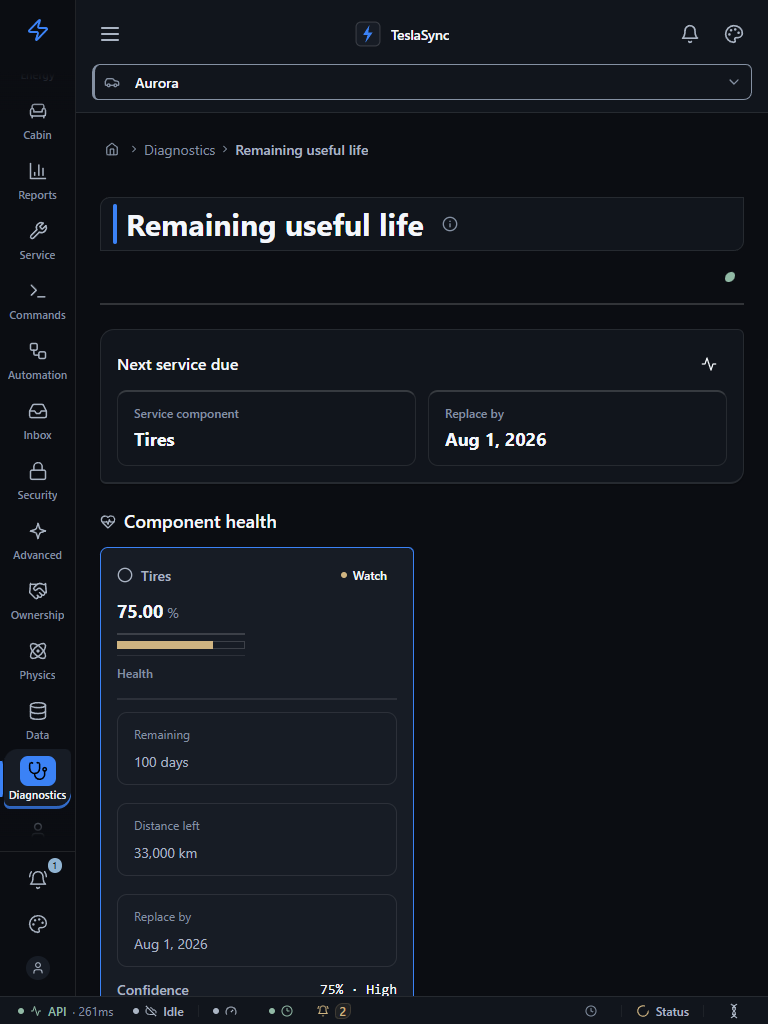 TeslaSync
Aurora
Energy
Cabin
Reports
Service
Commands
Automation
Inbox
Security
Advanced
Ownership
Physics
Data
Diagnostics
1
Diagnostics
Remaining useful life
Remaining useful life
Next service due
Service component
Tires
Replace by
Aug 1, 2026
Component health
Tires
Watch
75.00 %
Health
Remaining
100 days
Distance left
33,000 km
Replace by
Aug 1, 2026
Confidence
75% · High
API · 261ms
Idle
2
Status